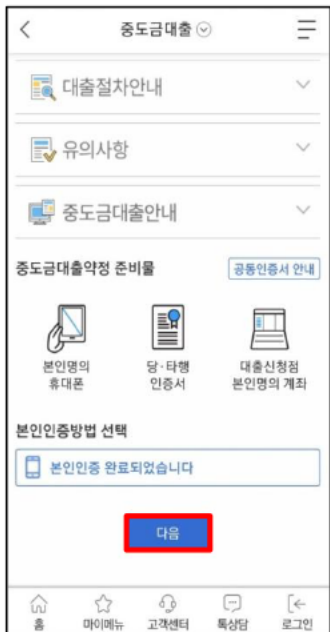 중도금대출
대출절차안내
유의사항
중도금대출안내
중도금대출약정 준비물
공동인증서 안내
본인명의
휴대폰
당·타행
인증서
대출신청점
본인명의 계좌
본인인증방법 선택
본인인증 완료되었습니다
다음
홈
마이메뉴
고객센터
톡상담
로그인